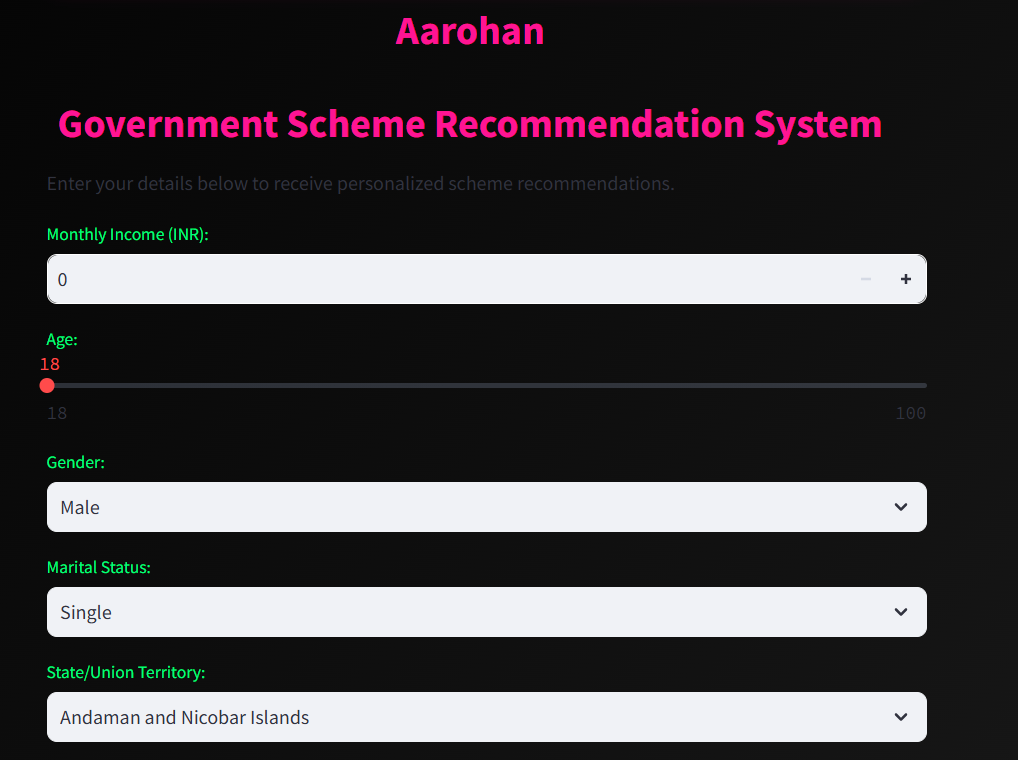 Aarohan
Government Scheme Recommendation System
Enter your details below to receive personalized scheme recommendations.
Monthly Income (INR):
0
Age:
18
18 100
Gender:
Male
Marital Status:
Single
State/Union Territory:
Andaman and Nicobar Islands